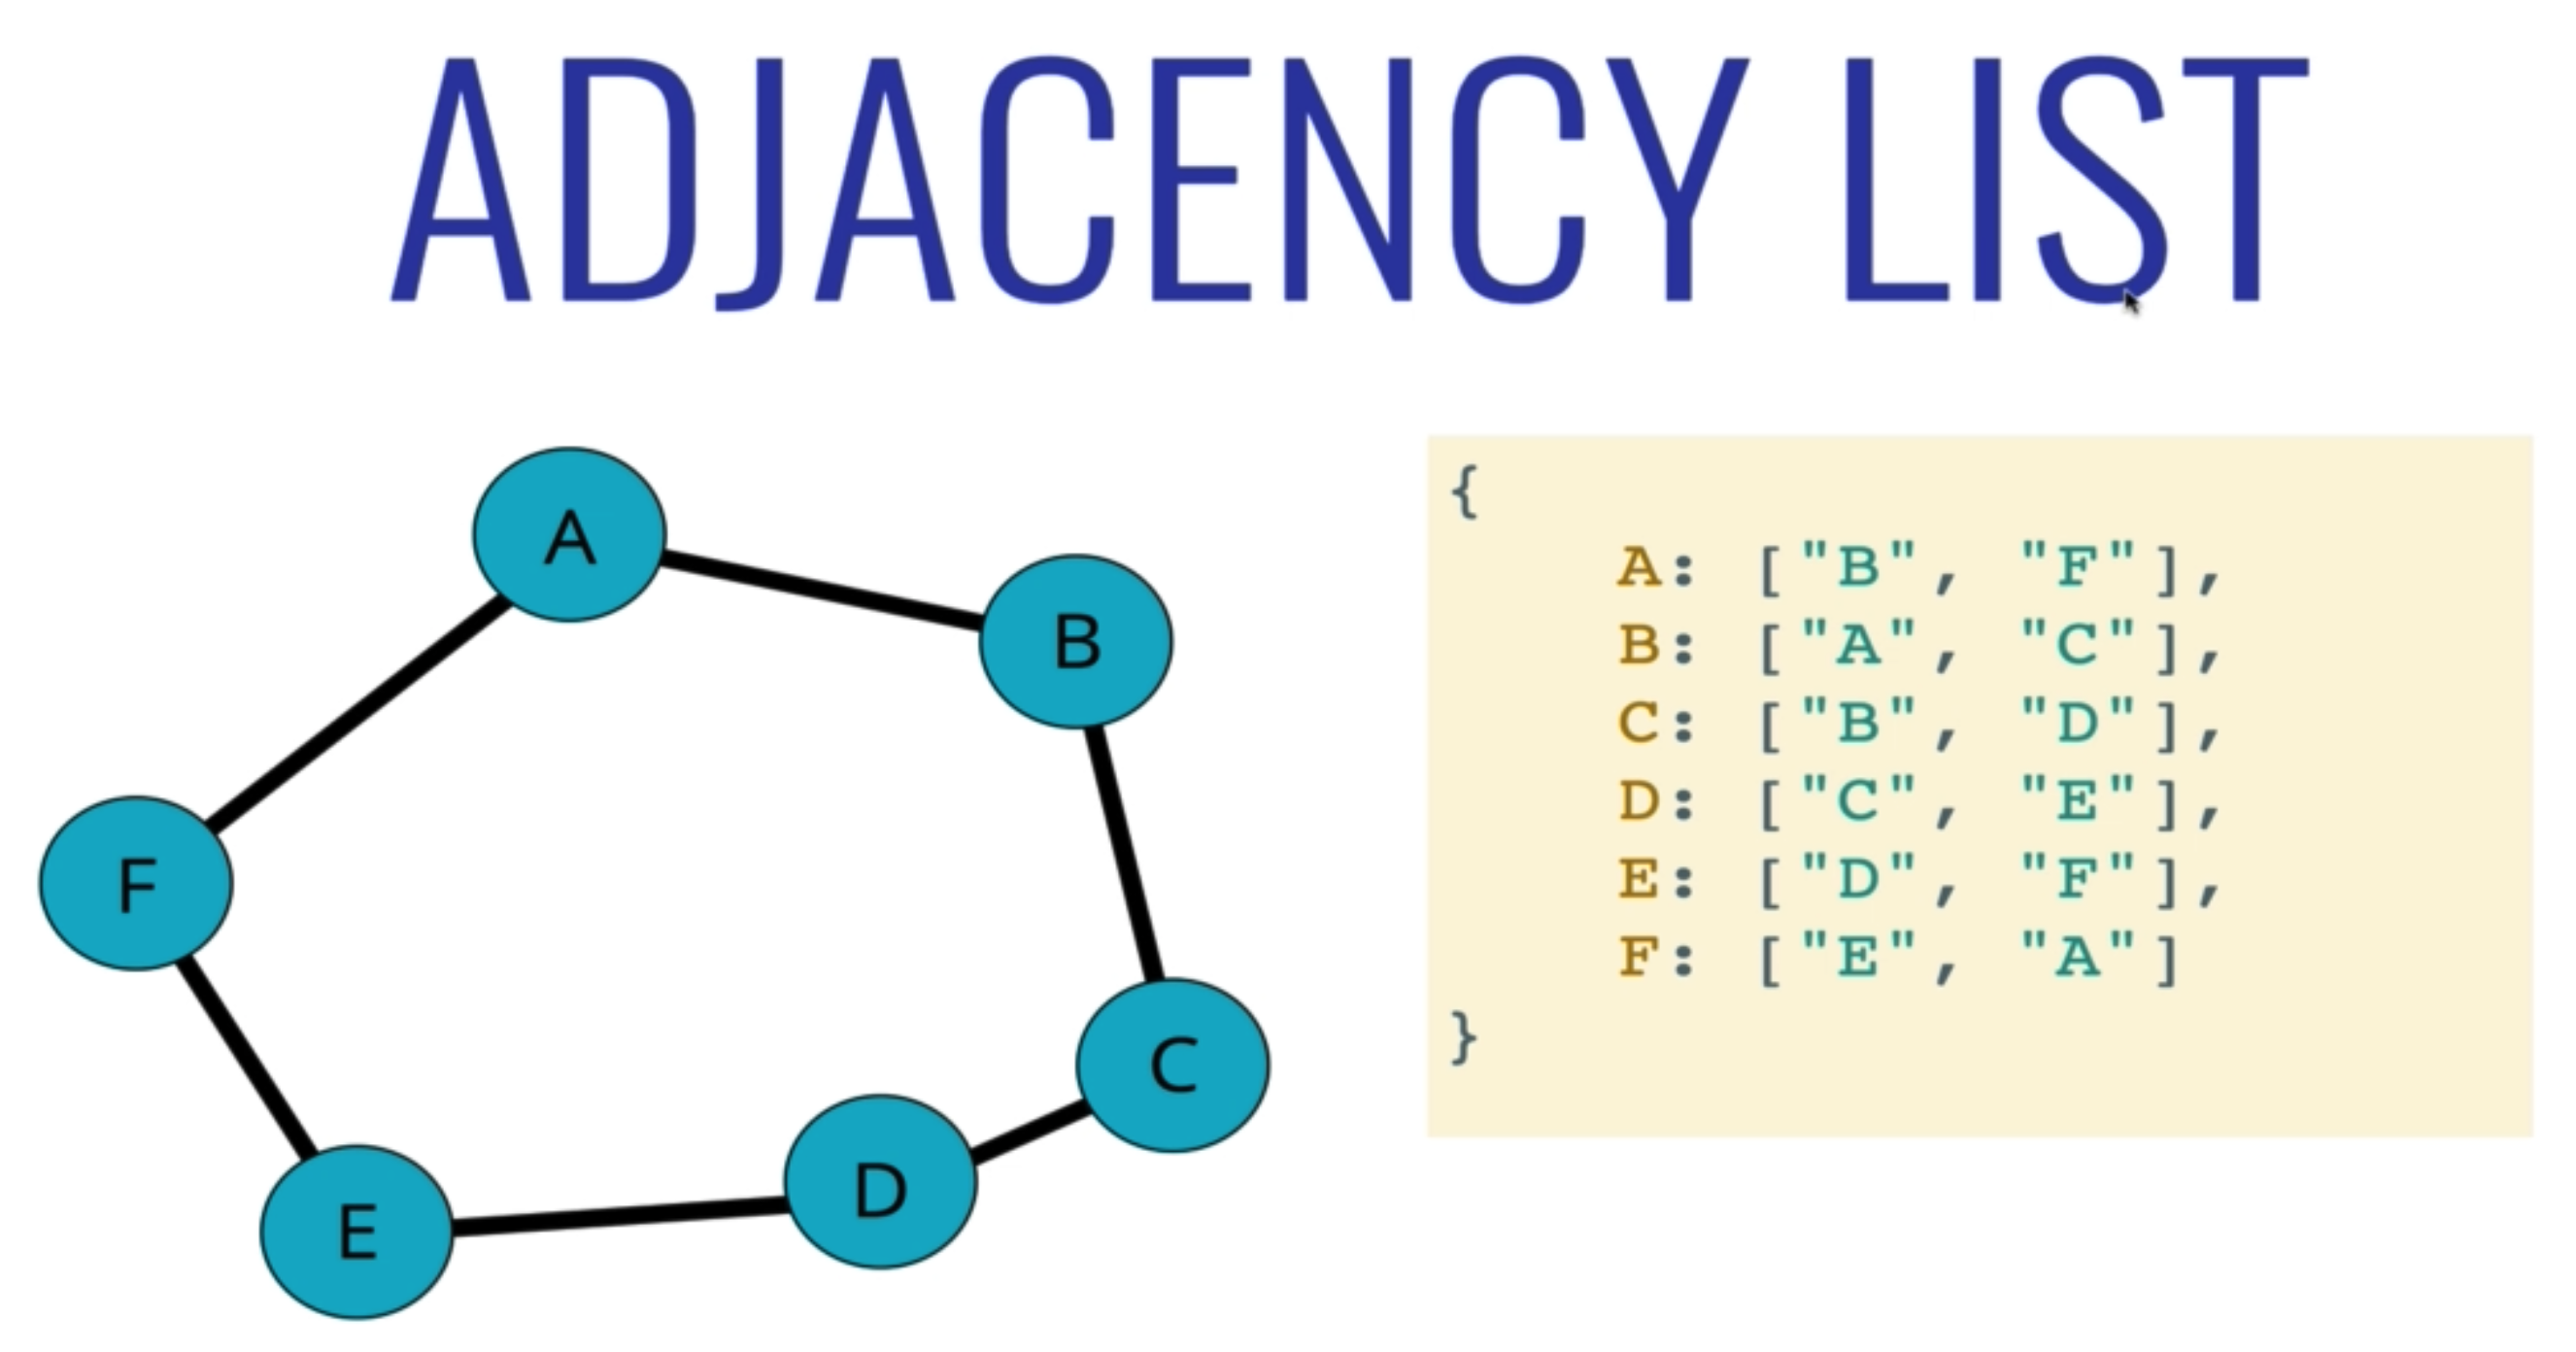 ADJACENCY LIST
A
B
F
C
D
E
{
A: ["B", "F"],
B: ["A", "C"],
C: ["B", "D"],
D: ["C", "E"],
E: ["D", "F"],
F: ["E", "A"]
}